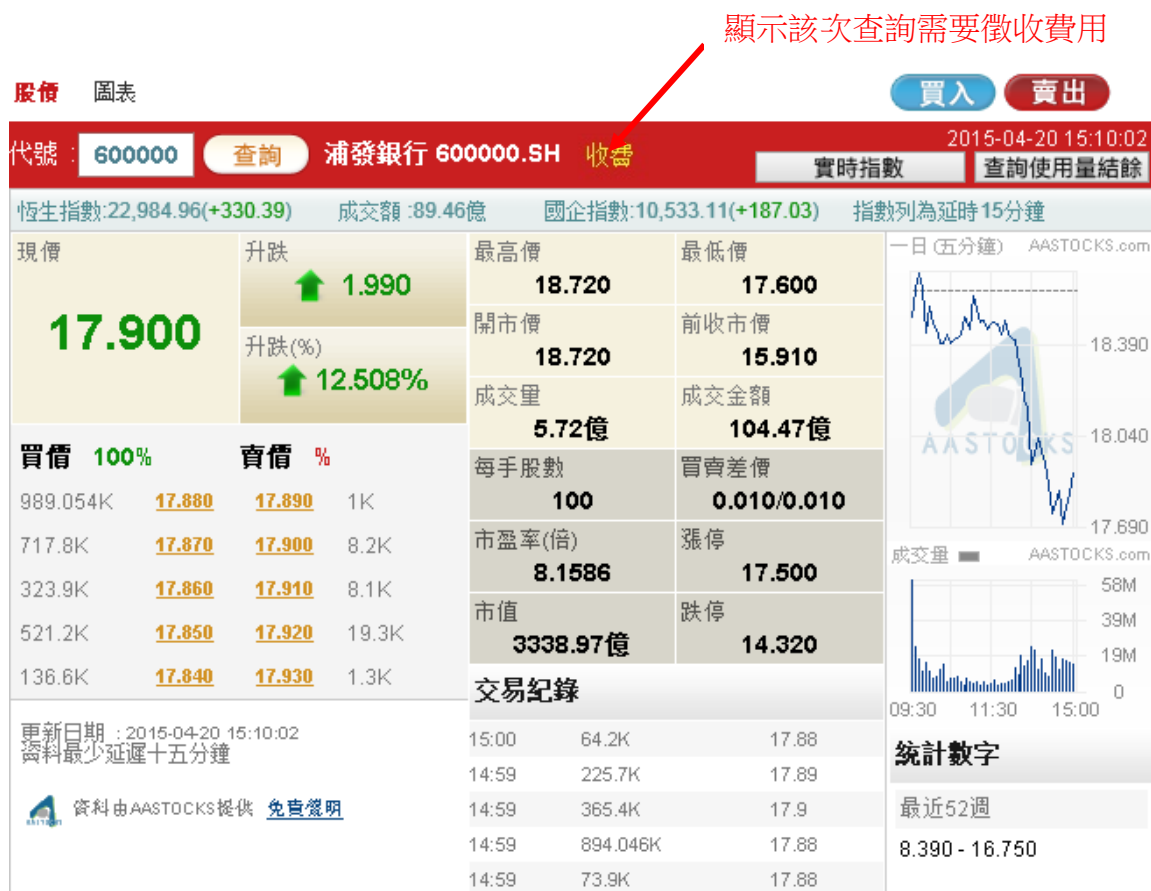 顯示該次查詢需要徵收費用
股價 圖表 買入 賣出
2015-04-20 15:10:02
代號 : 600000 查詢 浦發銀行 600000.SH 收費 實時指數 查詢使用量結餘
恆生指數:22,984.96(+330.39) 成交額 :89.46億 國企指數:10,533.11(+187.03) 指數列為延時15分鐘
現價
17.900
升跌
1.990
升跌(%)
12.508%
最高價 最低價
18.720 17.600
開市價 前收市價
18.720 15.910
成交量 成交金額
5.72億 104.47億
每手股數 買賣差價
100 0.010/0.010
市盈率(倍) 漲停
8.1586 17.500
市值 跌停
3338.97億 14.320
買價 100% 賣價 %
989.054K 17.880 17.890 1K
717.8K 17.870 17.900 8.2K
323.9K 17.860 17.910 8.1K
521.2K 17.850 17.920 19.3K
136.6K 17.840 17.930 1.3K
更新日期 : 2015-04-20 15:10:02
資料最少延遲十五分鐘
AASTOCKS
資料由AASTOCKS提供 免責聲明
交易紀錄
15:00 64.2K 17.88
14:59 225.7K 17.89
14:59 365.4K 17.9
14:59 894.046K 17.88
14:59 73.9K 17.88
一日 (五分鐘) AASTOCKS.com
18.390
18.040
17.690
AASTOCKS
成交量 AASTOCKS.com
58M
39M
19M
0
09:30 11:30 15:00
統計數字
最近52週
8.390 - 16.750